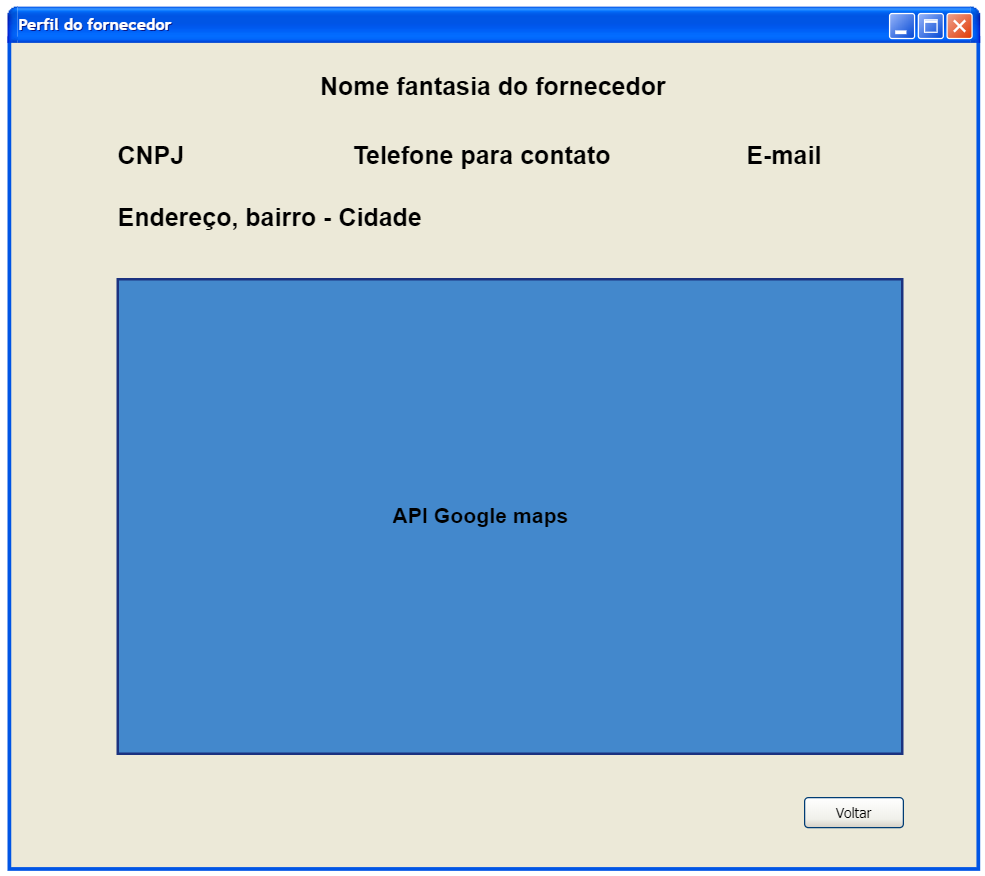 Perfil do fornecedor
Nome fantasia do fornecedor
CNPJ Telefone para contato E-mail
Endereço, bairro - Cidade
API Google maps
Voltar